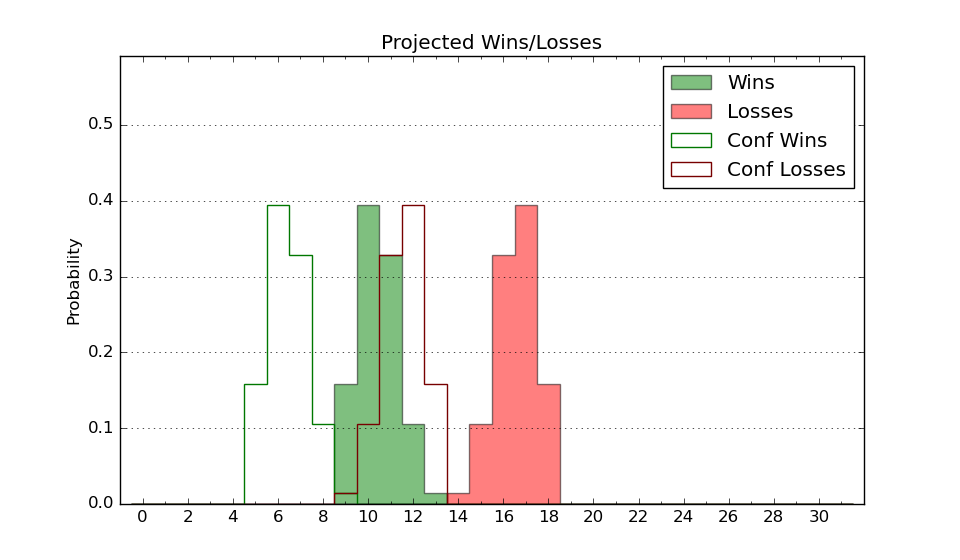 Projected Wins/Losses
Wins
Losses
Conf Wins
Conf Losses
Probability
0.5
0.4
0.3
0.2
0.1
0.0
0 2 4 6 8 10 12 14 16 18 20 22 24 26 28 30